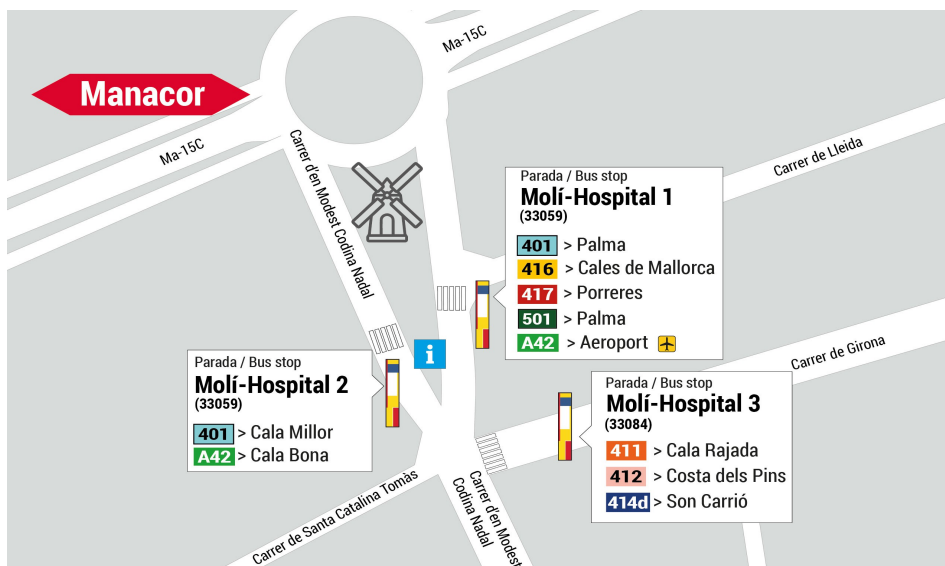 Ma-15C
Manacor
Ma-15C
Carrer d'en Modest Codina Nadal
Carrer de Lleida
Parada / Bus stop
Molí-Hospital 1
(33059)
401 > Palma
416 > Cales de Mallorca
417 > Porreres
501 > Palma
A42 > Aeroport
i
Carrer de Girona
Parada / Bus stop
Molí-Hospital 2
(33059)
401 > Cala Millor
A42 > Cala Bona
Parada / Bus stop
Molí-Hospital 3
(33084)
411 > Cala Rajada
412 > Costa dels Pins
414d > Son Carrió
Carrer de Santa Catalina Tomàs
Carrer d'en Modest
Codina Nadal